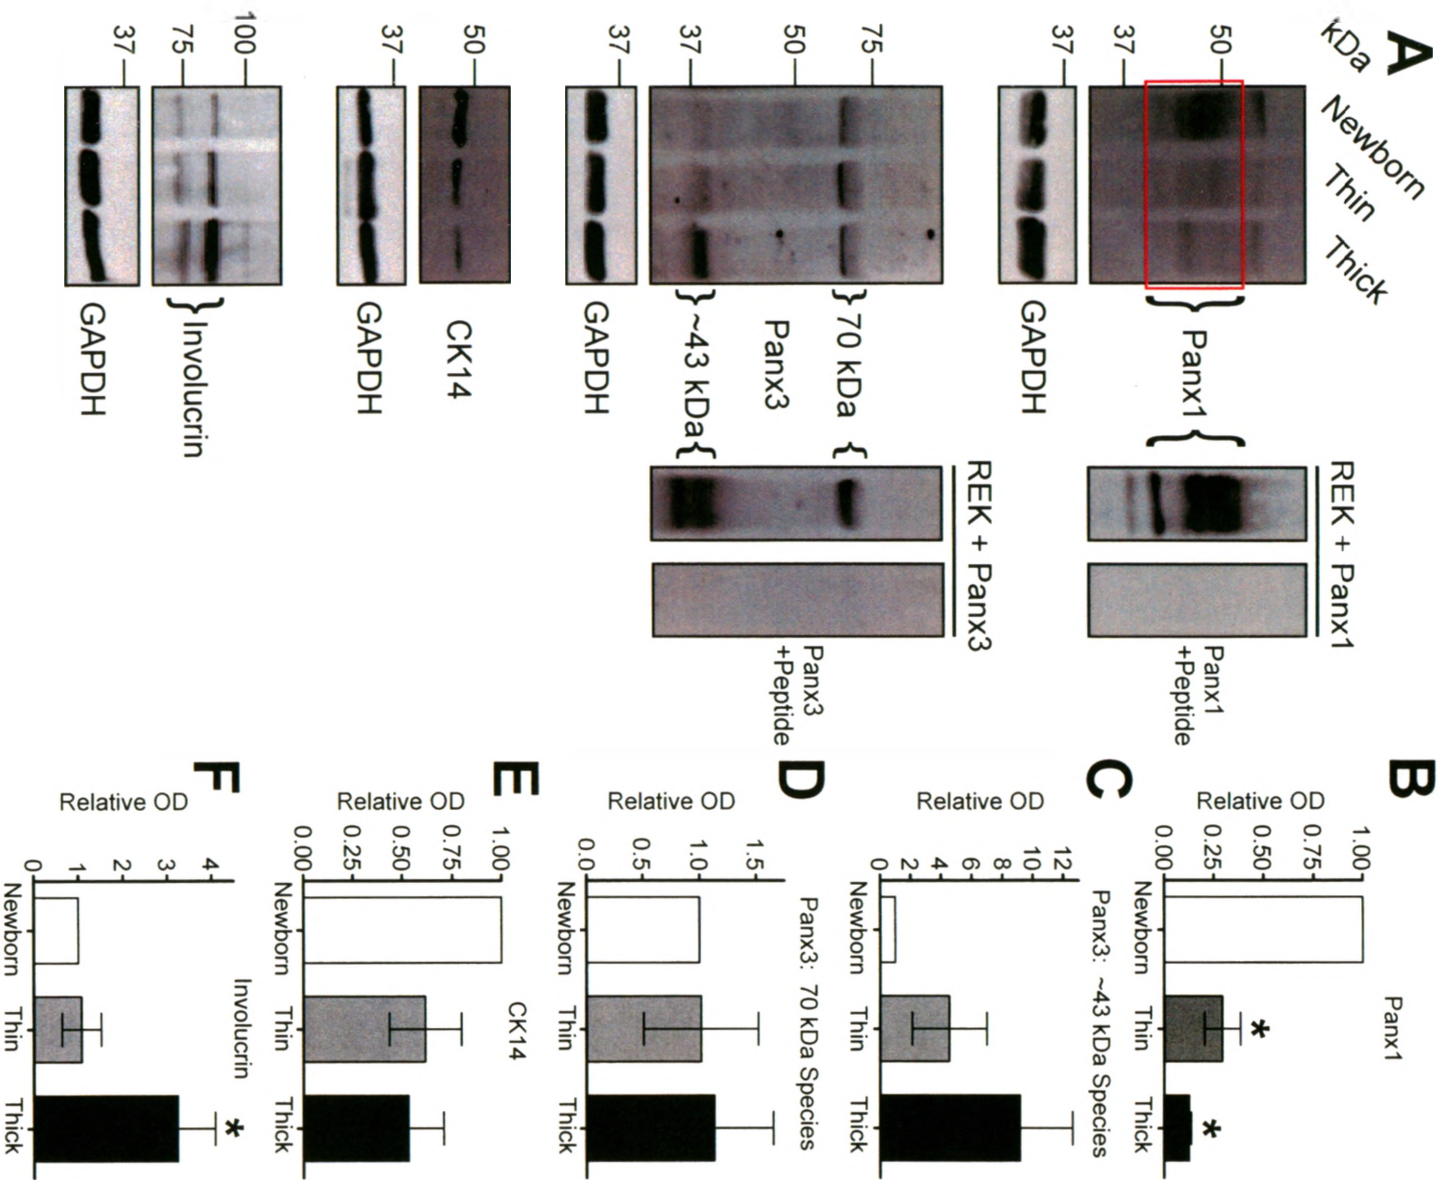 A
kDa
Newborn
Thin
Thick
50
37
Panx1
37
GAPDH
REK + Panx1
Panx1
+Peptide
75
50
37
70 kDa
Panx3
~43 kDa
37
GAPDH
REK + Panx3
Panx3
+Peptide
50
CK14
37
GAPDH
100
75
Involucrin
37
GAPDH
B
Panx1
Relative OD
1.00
0.75
0.50
0.25
0.00
*
*
Newborn
Thin
Thick
C
Panx3: ~43 kDa Species
Relative OD
12
10
8
6
4
2
0
Newborn
Thin
Thick
D
Panx3: 70 kDa Species
Relative OD
1.5
1.0
0.5
0.0
Newborn
Thin
Thick
E
CK14
Relative OD
1.00
0.75
0.50
0.25
0.00
Newborn
Thin
Thick
F
Involucrin
Relative OD
4
3
2
1
0
*
Newborn
Thin
Thick